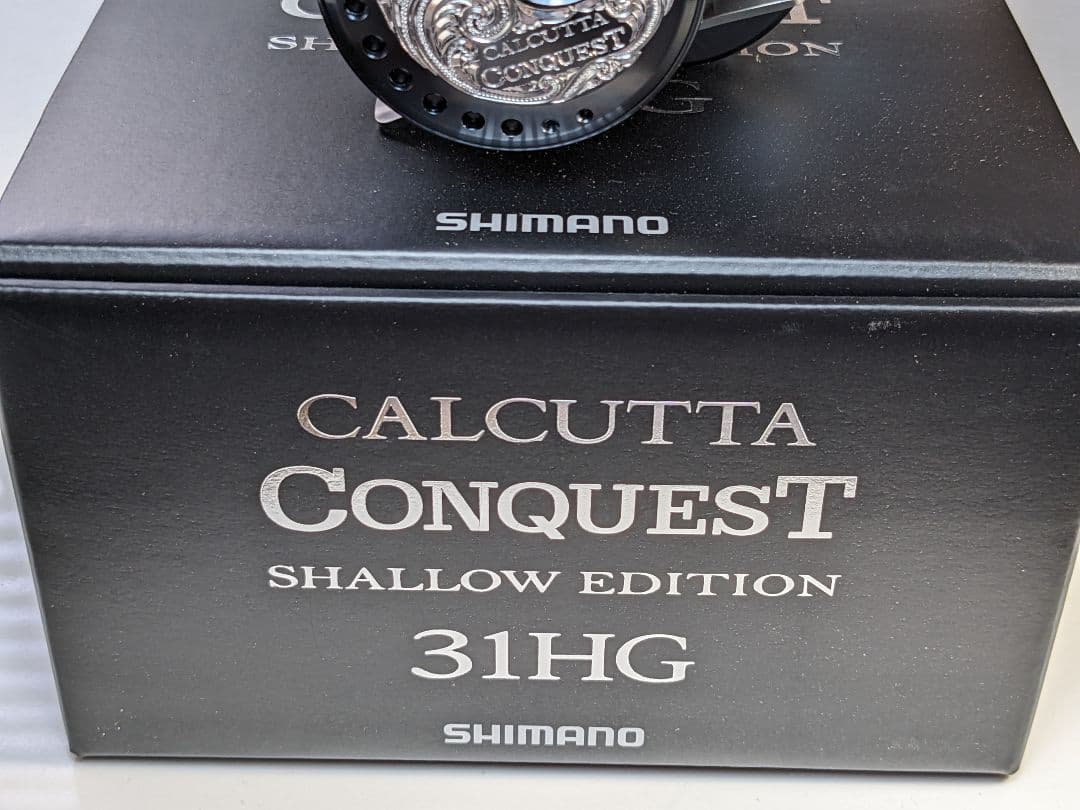 CALCUTTA
CONQUEST
SHIMANO
CALCUTTA
CONQUEST
SHALLOW EDITION
31HG
SHIMANO